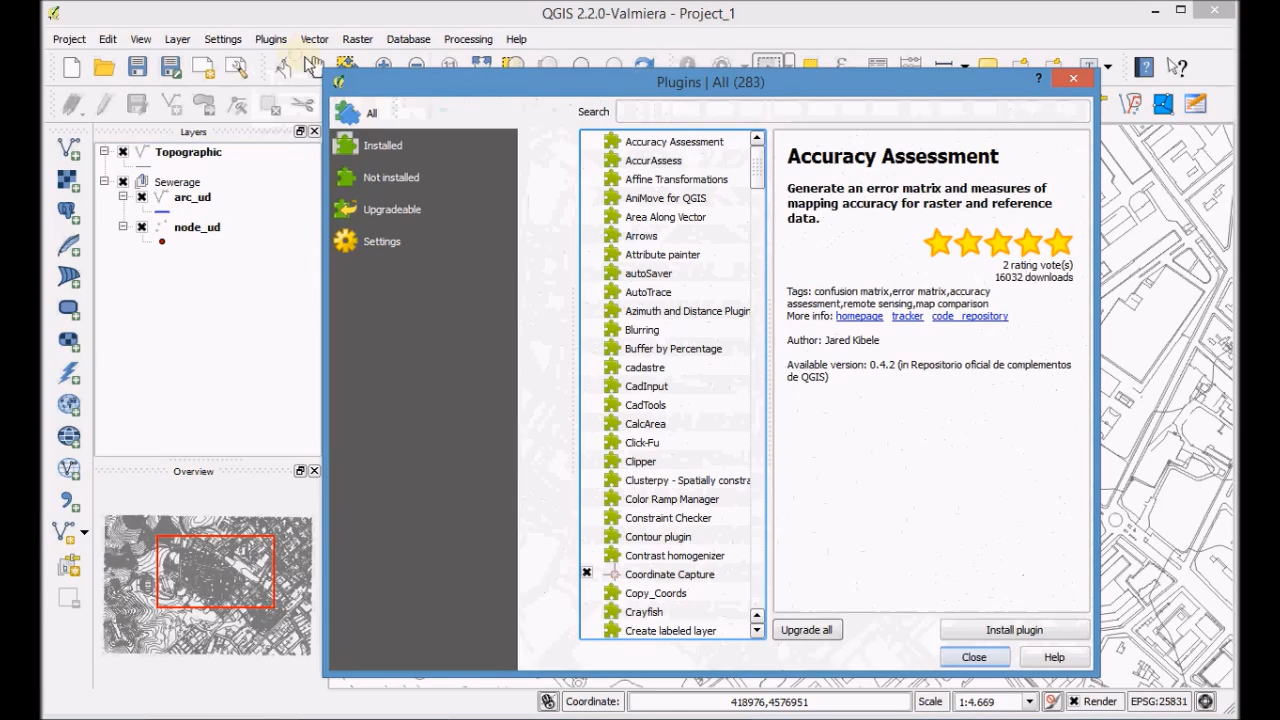 QGIS 2.2.0-Valmiera - Project_1
Project Edit View Layer Settings Plugins Vector Raster Database Processing Help
Plugins | All (283)
All
Search
Installed
Not installed
Upgradeable
Settings
Layers
Topographic
Sewerage
arc_ud
node_ud
Overview
Accuracy Assessment
AccurAssess
Affine Transformations
AniMove for QGIS
Area Along Vector
Arrows
Attribute painter
autoSaver
AutoTrace
Azimuth and Distance Plugin
Blurring
Buffer by Percentage
cadastre
CadInput
CadTools
CalcArea
Click-Fu
Clipper
Clusterpy - Spatially constra
Color Ramp Manager
Constraint Checker
Contour plugin
Contrast homogenizer
Coordinate Capture
Copy_Coords
Crayfish
Create labeled layer
Accuracy Assessment
Generate an error matrix and measures of
mapping accuracy for raster and reference
data.
2 rating vote(s)
16032 downloads
Tags: confusion matrix,error matrix,accuracy
assessment,remote sensing,map comparison
More info: homepage tracker code_repository
Author: Jared Kibele
Available version: 0.4.2 (in Repositorio oficial de complementos
de QGIS)
Upgrade all
Install plugin
Close
Help
Coordinate: 418976,4576951 Scale 1:4.669 Render EPSG:25831